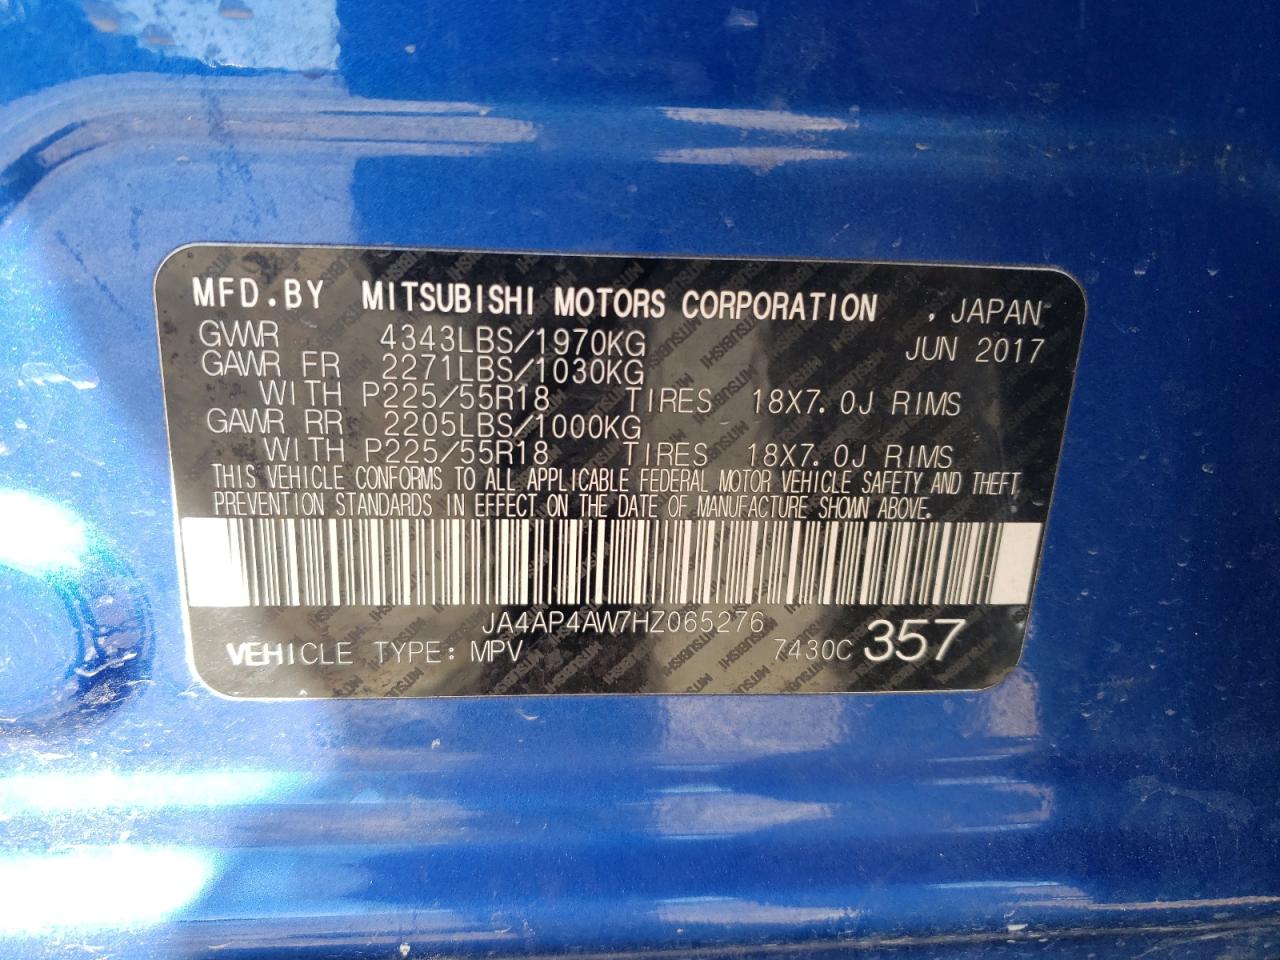 MFD.BY MITSUBISHI MOTORS CORPORATION , JAPAN
GVWR 4343LBS/1970KG JUN 2017
GAWR FR 2271LBS/1030KG
WITH P225/55R18 TIRES 18X7.0J RIMS
GAWR RR 2205LBS/1000KG
WITH P225/55R18 TIRES 18X7.0J RIMS
THIS VEHICLE CONFORMS TO ALL APPLICABLE FEDERAL MOTOR VEHICLE SAFETY AND THEFT
PREVENTION STANDARDS IN EFFECT ON THE DATE OF MANUFACTURE SHOWN ABOVE.
JA4AP4AW7HZ065276
VEHICLE TYPE: MPV 7430C 357